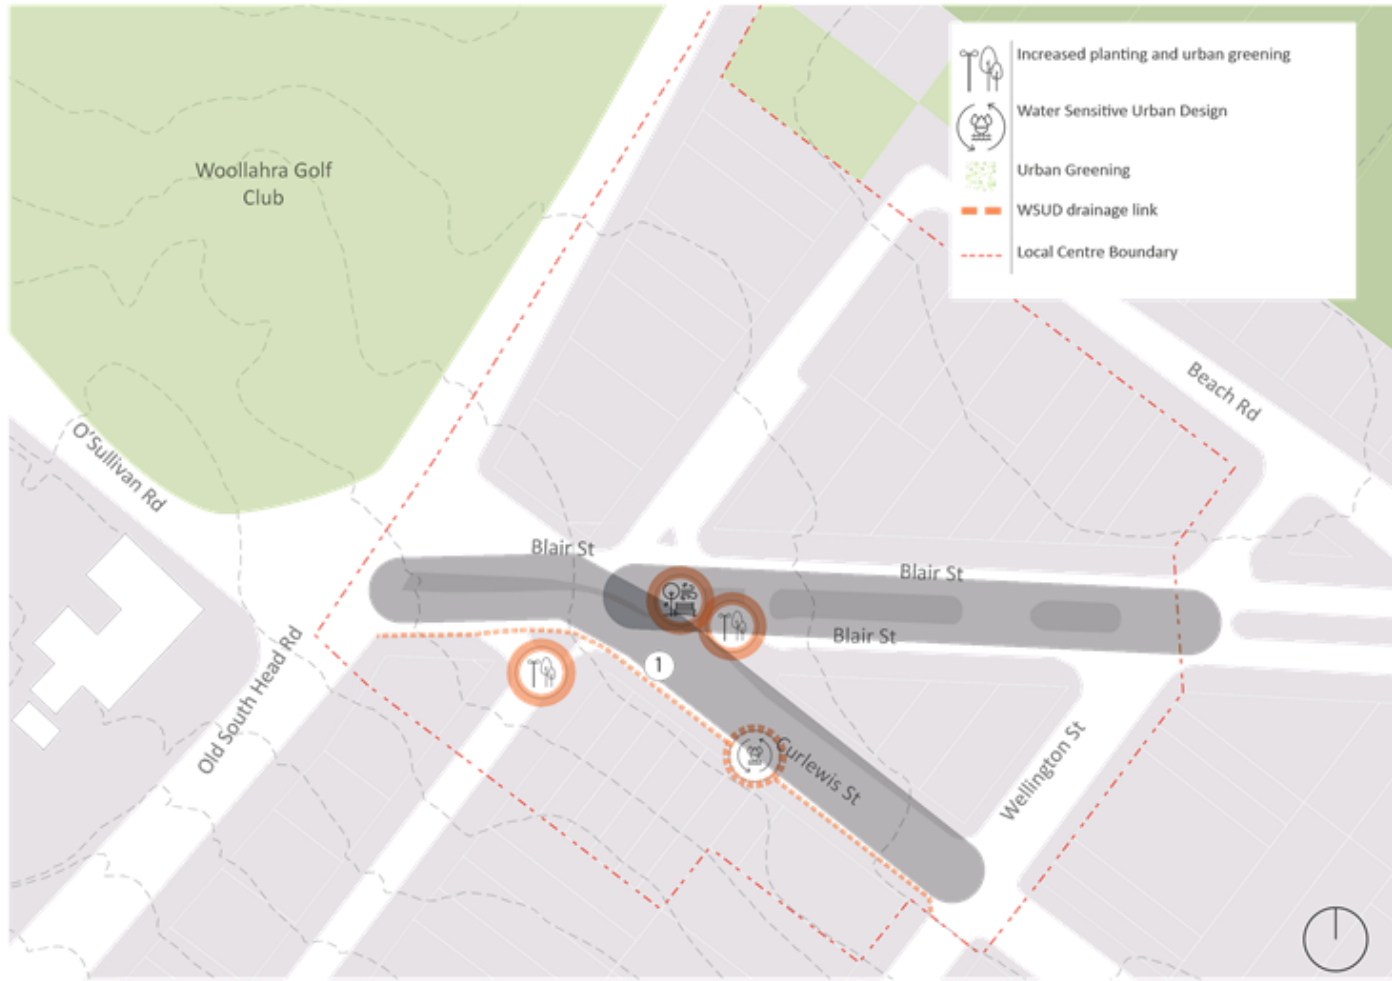 Increased planting and urban greening
Water Sensitive Urban Design
Urban Greening
WSUD drainage link
Local Centre Boundary
Woollahra Golf
Club
Beach Rd
O'Sullivan Rd
Blair St
Blair St
Blair St
1
Old South Head Rd
Curlewis St
Wellington St